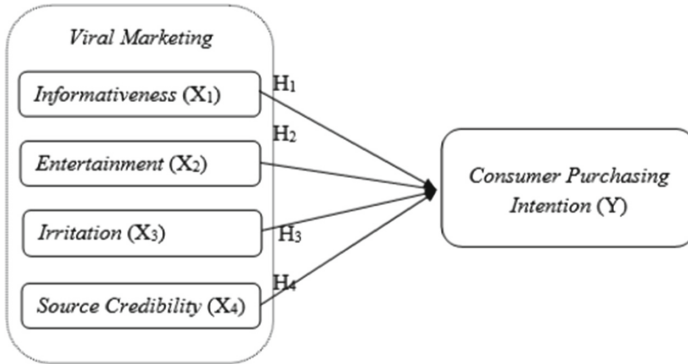 Viral Marketing
Informativeness (X₁)
H₁
H₂
Entertainment (X₂)
Consumer Purchasing
Intention (Y)
Irritation (X₃)
H₃
H₄
Source Credibility (X₄)